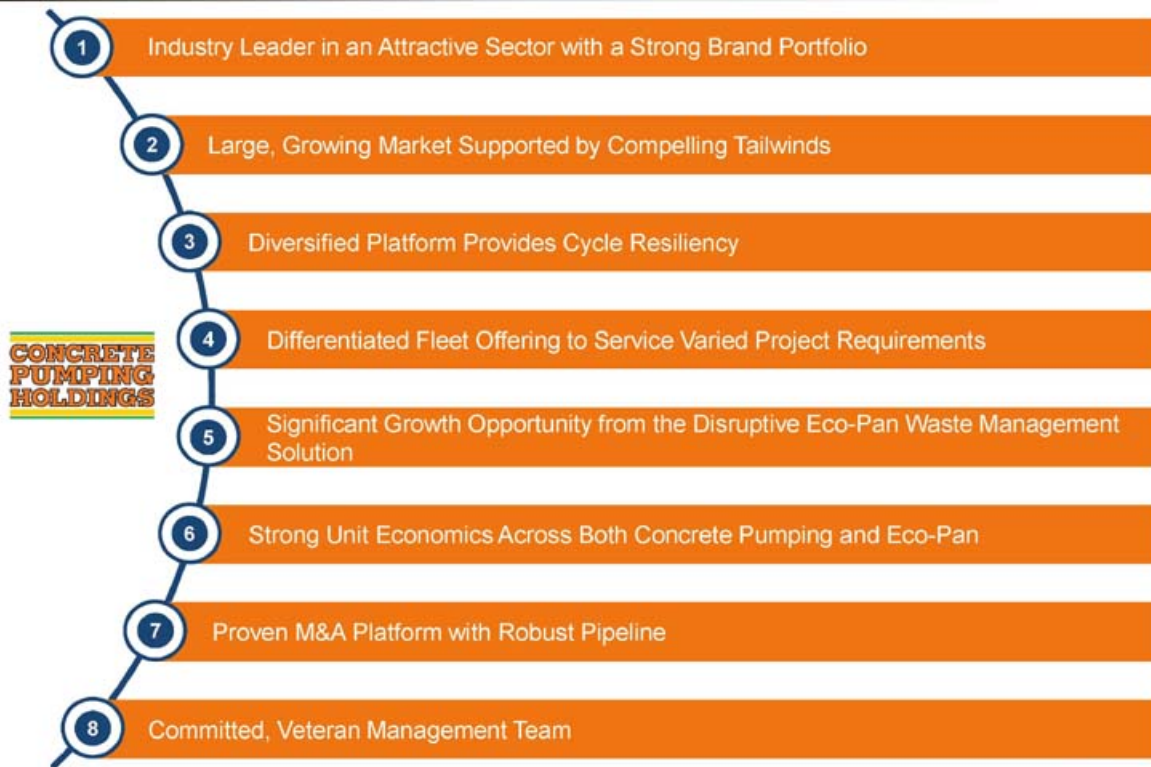 1
Industry Leader in an Attractive Sector with a Strong Brand Portfolio
2
Large, Growing Market Supported by Compelling Tailwinds
3
Diversified Platform Provides Cycle Resiliency
4
Differentiated Fleet Offering to Service Varied Project Requirements
CONCRETE
PUMPING
HOLDINGS
5
Significant Growth Opportunity from the Disruptive Eco-Pan Waste Management
Solution
6
Strong Unit Economics Across Both Concrete Pumping and Eco-Pan
7
Proven M&A Platform with Robust Pipeline
8
Committed, Veteran Management Team